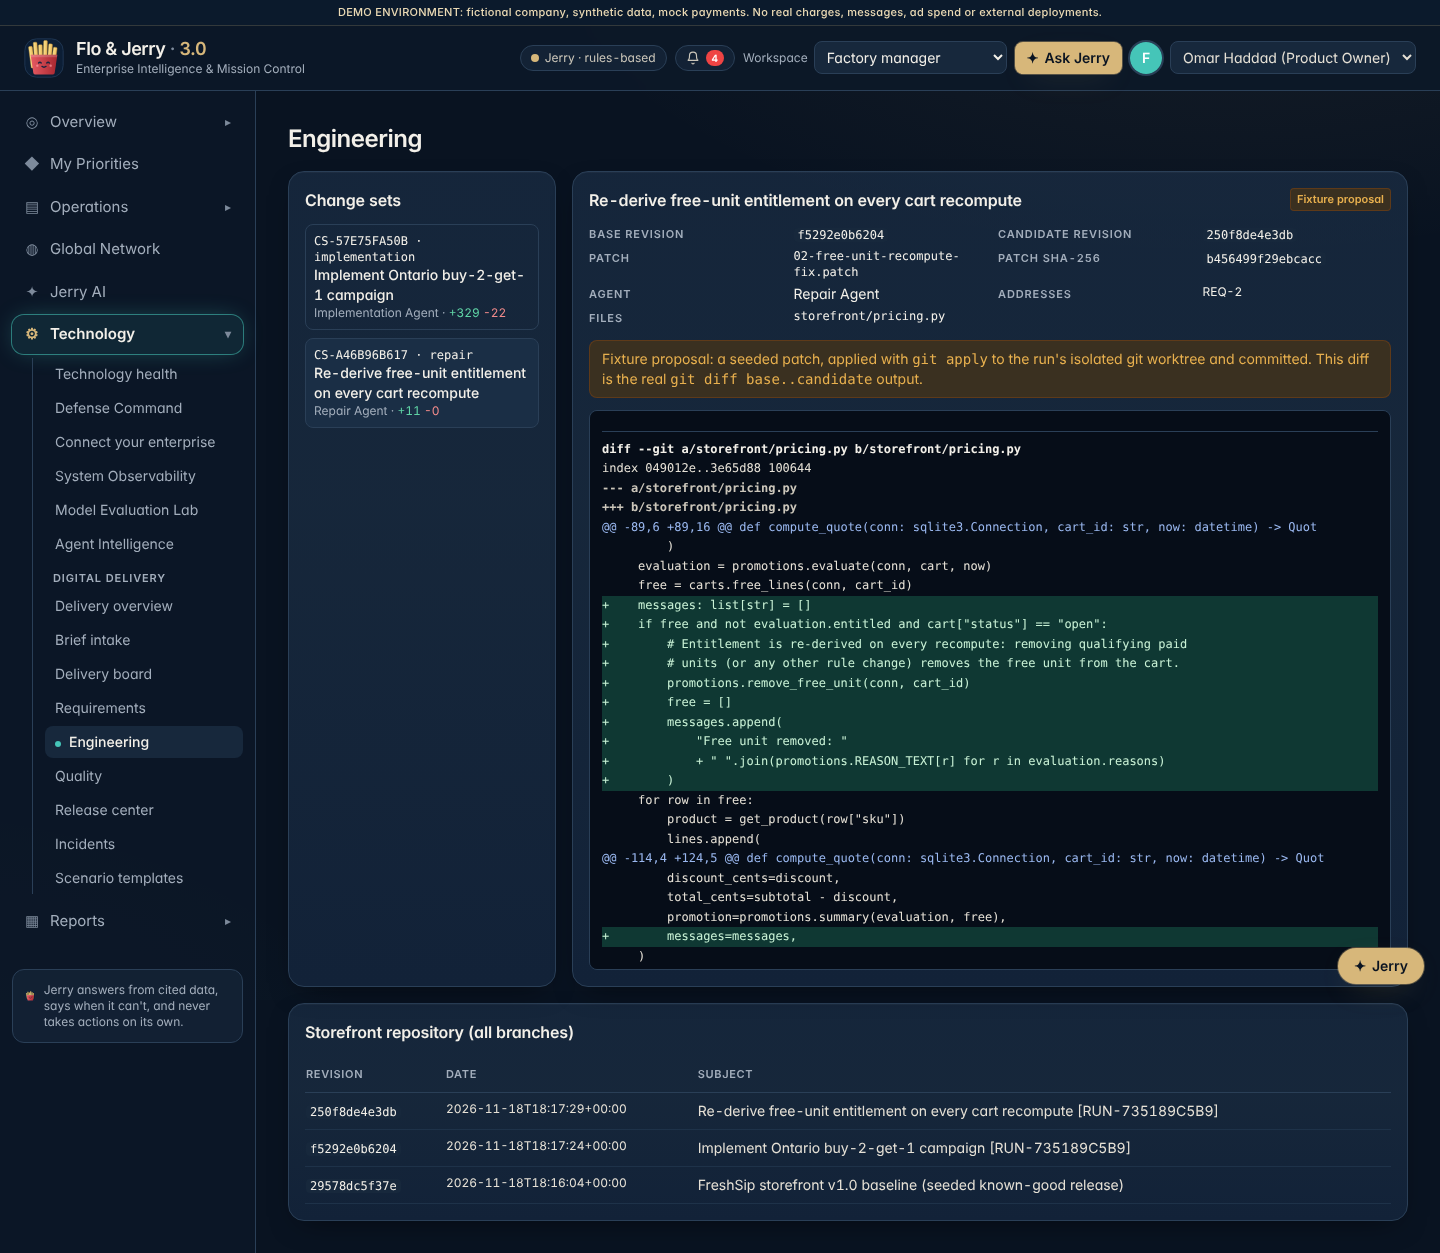 DEMO ENVIRONMENT: fictional company, synthetic data, mock payments. No real charges, messages, ad spend or external deployments.
Flo & Jerry · 3.0
Enterprise Intelligence & Mission Control
Jerry · rules-based
4
Workspace
Factory manager
✦ Ask Jerry
F
Omar Haddad (Product Owner)
Overview
My Priorities
Operations
Global Network
Jerry AI
Technology
Technology health
Defense Command
Connect your enterprise
System Observability
Model Evaluation Lab
Agent Intelligence
DIGITAL DELIVERY
Delivery overview
Brief intake
Delivery board
Requirements
Engineering
Quality
Release center
Incidents
Scenario templates
Reports
Jerry answers from cited data,
says when it can't, and never
takes actions on its own.
Engineering
Change sets
CS-57E75FA50B ·
implementation
Implement Ontario buy-2-get-
1 campaign
Implementation Agent · +329 -22
CS-A46B96B617 · repair
Re-derive free-unit entitlement
on every cart recompute
Repair Agent · +11 -0
Re-derive free-unit entitlement on every cart recompute
Fixture proposal
BASE REVISION
f5292e0b6204
CANDIDATE REVISION
250f8de4e3db
PATCH
02-free-unit-recompute-
fix.patch
PATCH SHA-256
b456499f29ebcacc
AGENT
Repair Agent
ADDRESSES
REQ-2
FILES
storefront/pricing.py
Fixture proposal: a seeded patch, applied with git apply to the run's isolated git worktree and committed. This diff
is the real git diff base..candidate output.
diff --git a/storefront/pricing.py b/storefront/pricing.py
index 049012e..3e65d88 100644
--- a/storefront/pricing.py
+++ b/storefront/pricing.py
@@ -89,6 +89,16 @@ def compute_quote(conn: sqlite3.Connection, cart_id: str, now: datetime) -> Quot
         )
     evaluation = promotions.evaluate(conn, cart, now)
     free = carts.free_lines(conn, cart_id)
+    messages: list[str] = []
+    if free and not evaluation.entitled and cart["status"] == "open":
+        # Entitlement is re-derived on every recompute: removing qualifying paid
+        # units (or any other rule change) removes the free unit from the cart.
+        promotions.remove_free_unit(conn, cart_id)
+        free = []
+        messages.append(
+            "Free unit removed: "
+            + " ".join(promotions.REASON_TEXT[r] for r in evaluation.reasons)
+        )
     for row in free:
         product = get_product(row["sku"])
         lines.append(
@@ -114,4 +124,5 @@ def compute_quote(conn: sqlite3.Connection, cart_id: str, now: datetime) -> Quot
         discount_cents=discount,
         total_cents=subtotal - discount,
         promotion=promotions.summary(evaluation, free),
+        messages=messages,
     )
✦ Jerry
Storefront repository (all branches)
REVISION
DATE
SUBJECT
250f8de4e3db
2026-11-18T18:17:29+00:00
Re-derive free-unit entitlement on every cart recompute [RUN-735189C5B9]
f5292e0b6204
2026-11-18T18:17:24+00:00
Implement Ontario buy-2-get-1 campaign [RUN-735189C5B9]
29578dc5f37e
2026-11-18T18:16:04+00:00
FreshSip storefront v1.0 baseline (seeded known-good release)